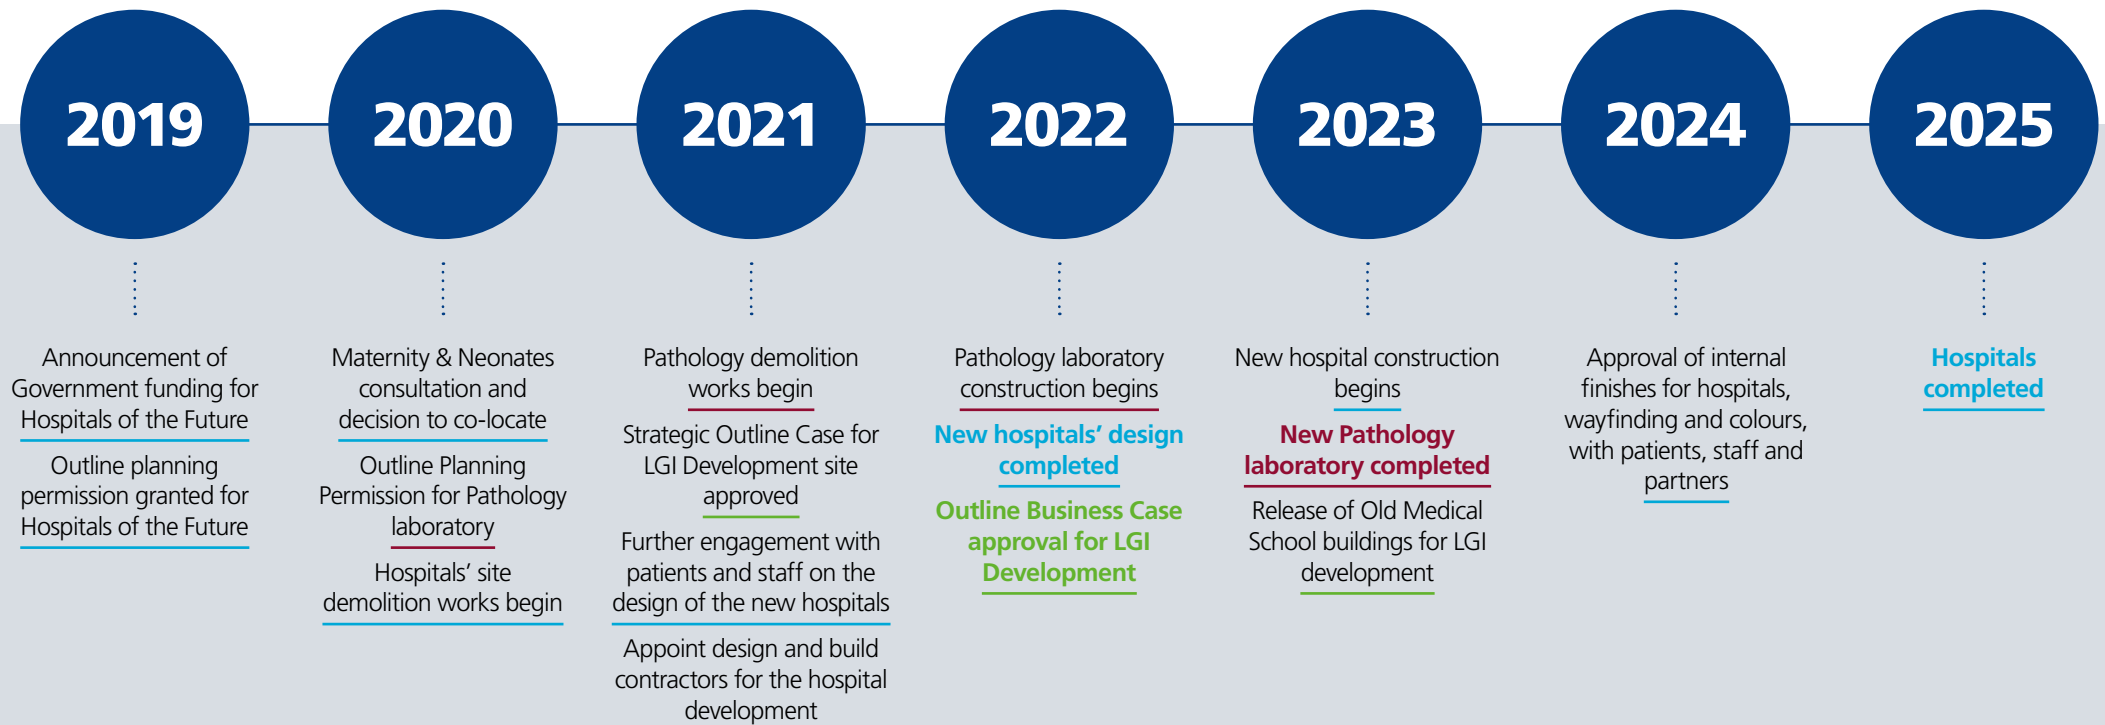 2019
2020
2021
2022
2023
2024
2025
Announcement of
Government funding for
Hospitals of the Future
Outline planning
permission granted for
Hospitals of the Future
Maternity & Neonates
consultation and
decision to co-locate
Outline Planning
Permission for Pathology
laboratory
Hospitals’ site
demolition works begin
Pathology demolition
works begin
Strategic Outline Case for
LGI Development site
approved
Further engagement with
patients and staff on the
design of the new hospitals
Appoint design and build
contractors for the hospital
development
Pathology laboratory
construction begins
New hospitals’ design
completed
Outline Business Case
approval for LGI
Development
New hospital construction
begins
New Pathology
laboratory completed
Release of Old Medical
School buildings for LGI
development
Approval of internal
finishes for hospitals,
wayfinding and colours,
with patients, staff and
partners
Hospitals
completed